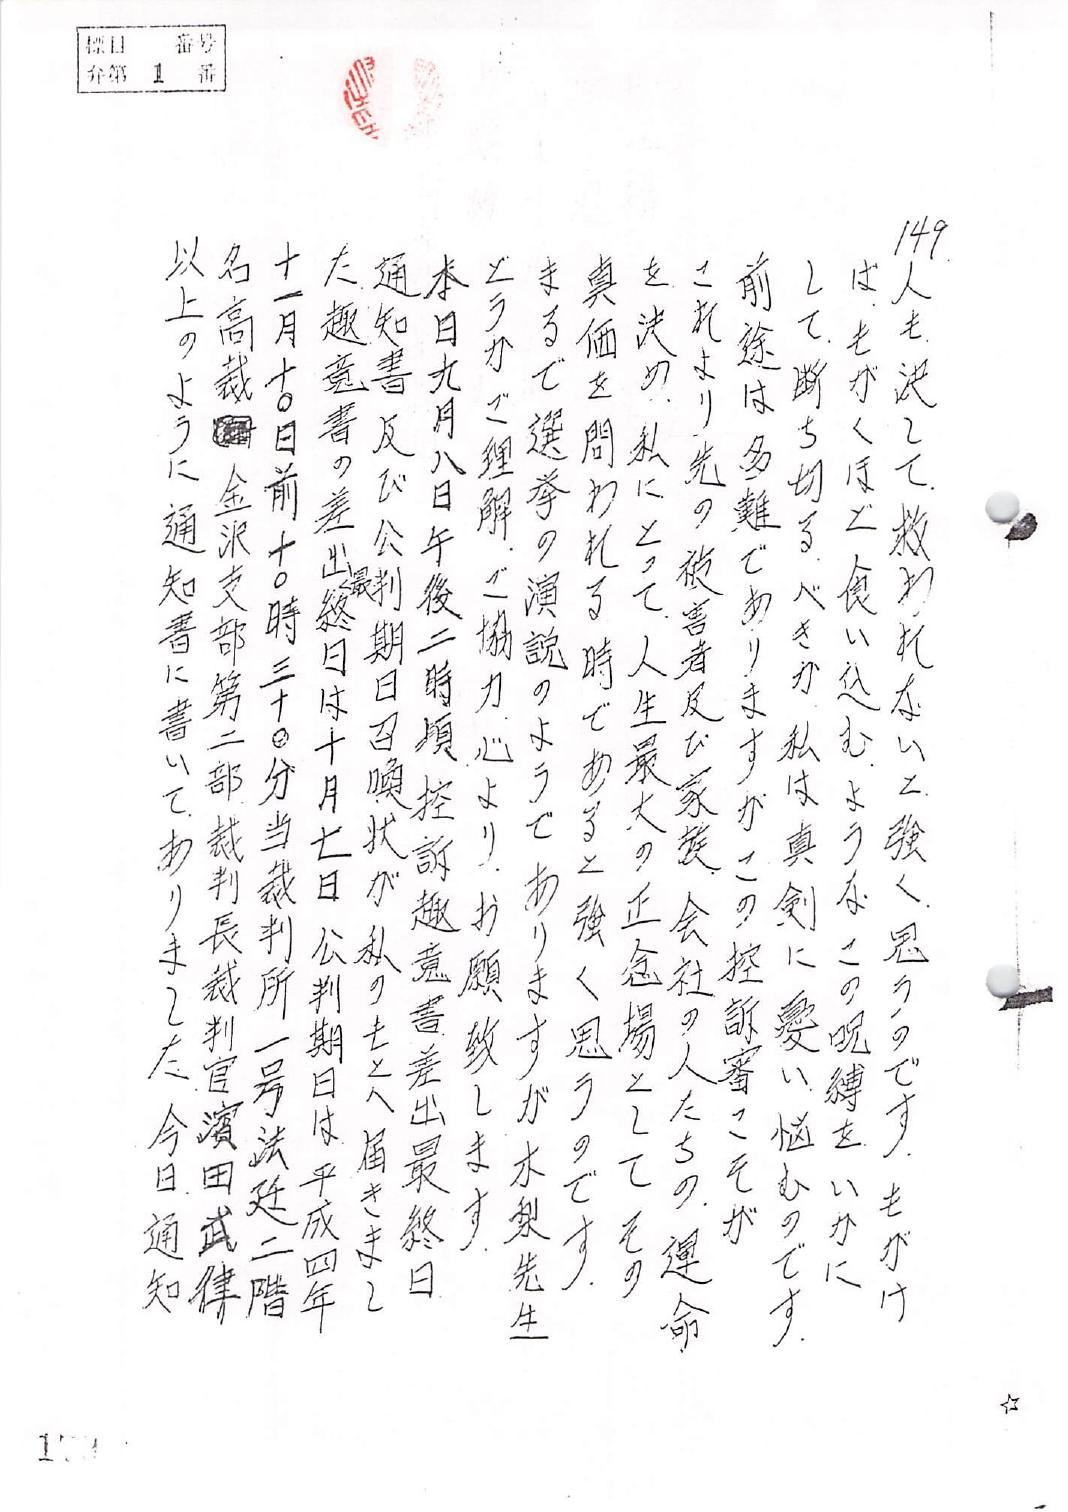 標目 番号
弁第 1 番
149
人も決して、救われないと、強く、思うのです、もがけ
ば、もがくほど食い込む、ような、この呪縛を、いかに
して、断ち切る、べきか、私は真剣に憂い、悩むのです、
前途は多難でありますが、この控訴審こそが
これより先の被害者及び家族、会社の人たちの、運命
を決め、私にとって、人生最大の正念場としてその
真価を問われる時であると強く思うのです、
まるで選挙の演説のようでありますが木梨先生
どうかご理解、ご協力、心より、お願致します、
本日九月八日午後二時頃控訴趣意書差出最終日
通知書及び公判期日召喚状が私のもとへ届きまし
た趣意書の差出最終日は十月七日公判期日は平成四年
十一月十〇日前十〇時三十〇分当裁判所一号法廷二階
名高裁金沢支部第二部裁判長裁判官濱田武律
以上のように通知書に書いてありました、今日、通知
☆